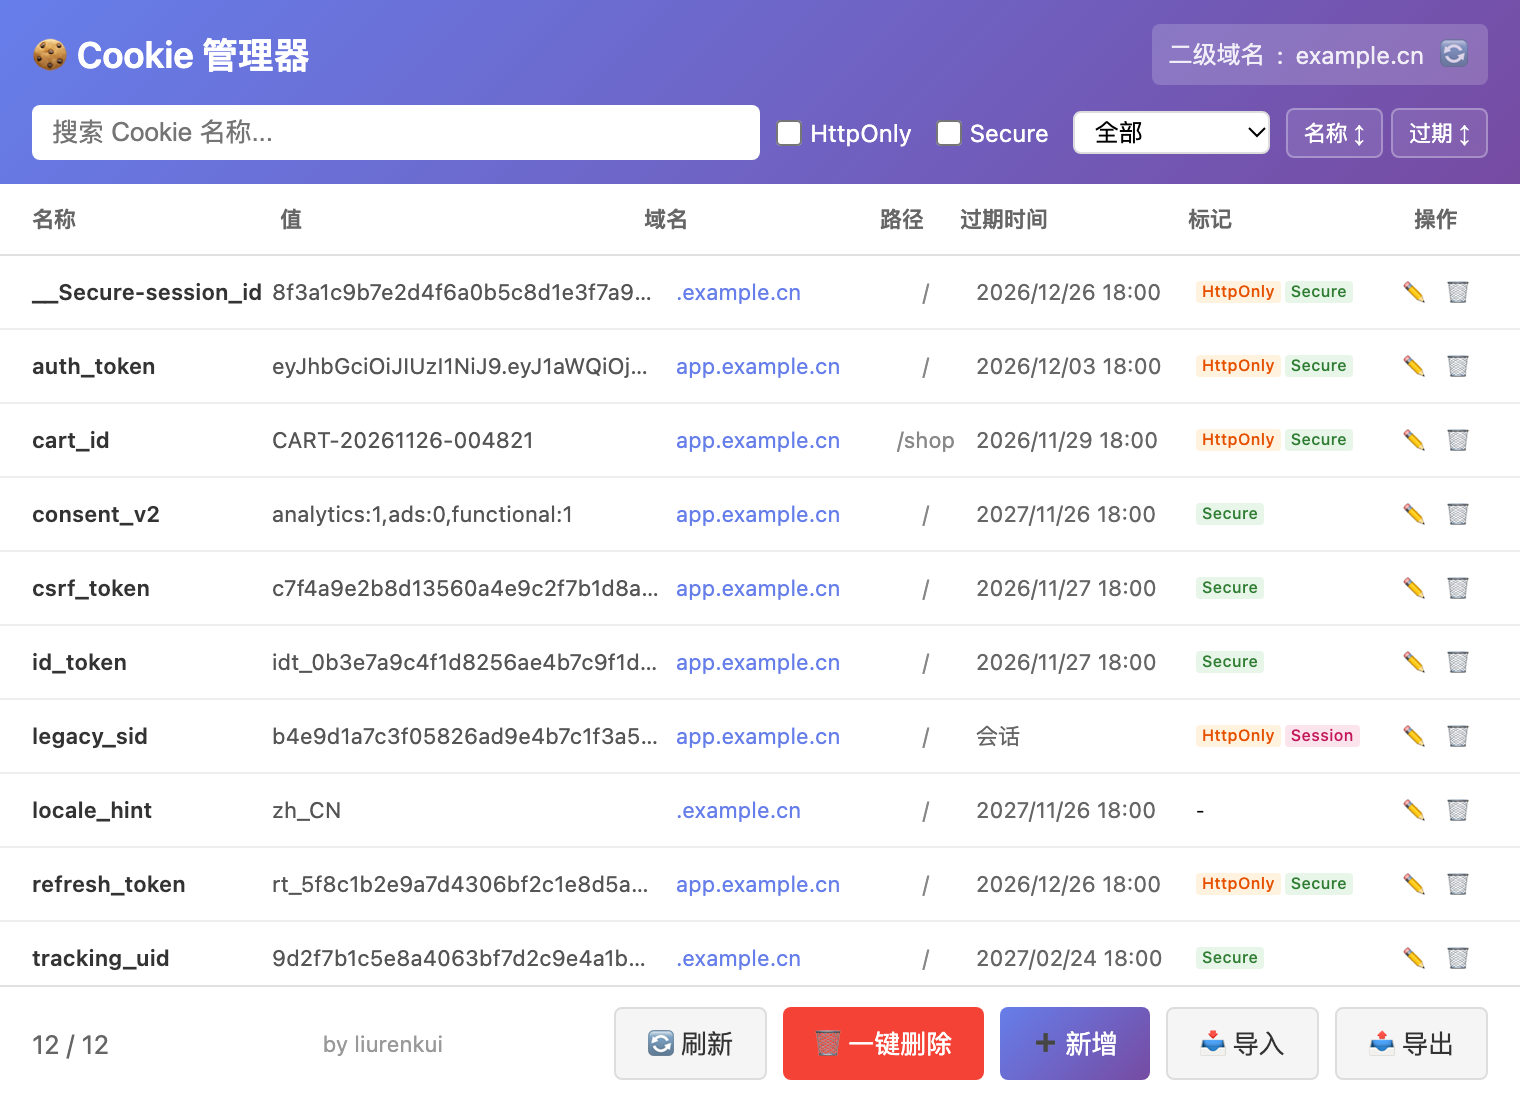 Cookie 管理器
二级域名 : example.cn
搜索 Cookie 名称...
HttpOnly
Secure
全部
名称 ↕
过期 ↕
名称 值 域名 路径 过期时间 标记 操作
__Secure-session_id 8f3a1c9b7e2d4f6a0b5c8d1e3f7a9... .example.cn / 2026/12/26 18:00 HttpOnly Secure
auth_token eyJhbGciOiJIUzI1NiJ9.eyJ1aWQiOj... app.example.cn / 2026/12/03 18:00 HttpOnly Secure
cart_id CART-20261126-004821 app.example.cn /shop 2026/11/29 18:00 HttpOnly Secure
consent_v2 analytics:1,ads:0,functional:1 app.example.cn / 2027/11/26 18:00 Secure
csrf_token c7f4a9e2b8d13560a4e9c2f7b1d8a... app.example.cn / 2026/11/27 18:00 Secure
id_token idt_0b3e7a9c4f1d8256ae4b7c9f1d... app.example.cn / 2026/11/27 18:00 Secure
legacy_sid b4e9d1a7c3f05826ad9e4b7c1f3a5... app.example.cn / 会话 HttpOnly Session
locale_hint zh_CN .example.cn / 2027/11/26 18:00 -
refresh_token rt_5f8c1b2e9a7d4306bf2c1e8d5a... app.example.cn / 2026/12/26 18:00 HttpOnly Secure
tracking_uid 9d2f7b1c5e8a4063bf7d2c9e4a1b... .example.cn / 2027/02/24 18:00 Secure
12 / 12
by liurenkui
刷新
一键删除
+ 新增
导入
导出